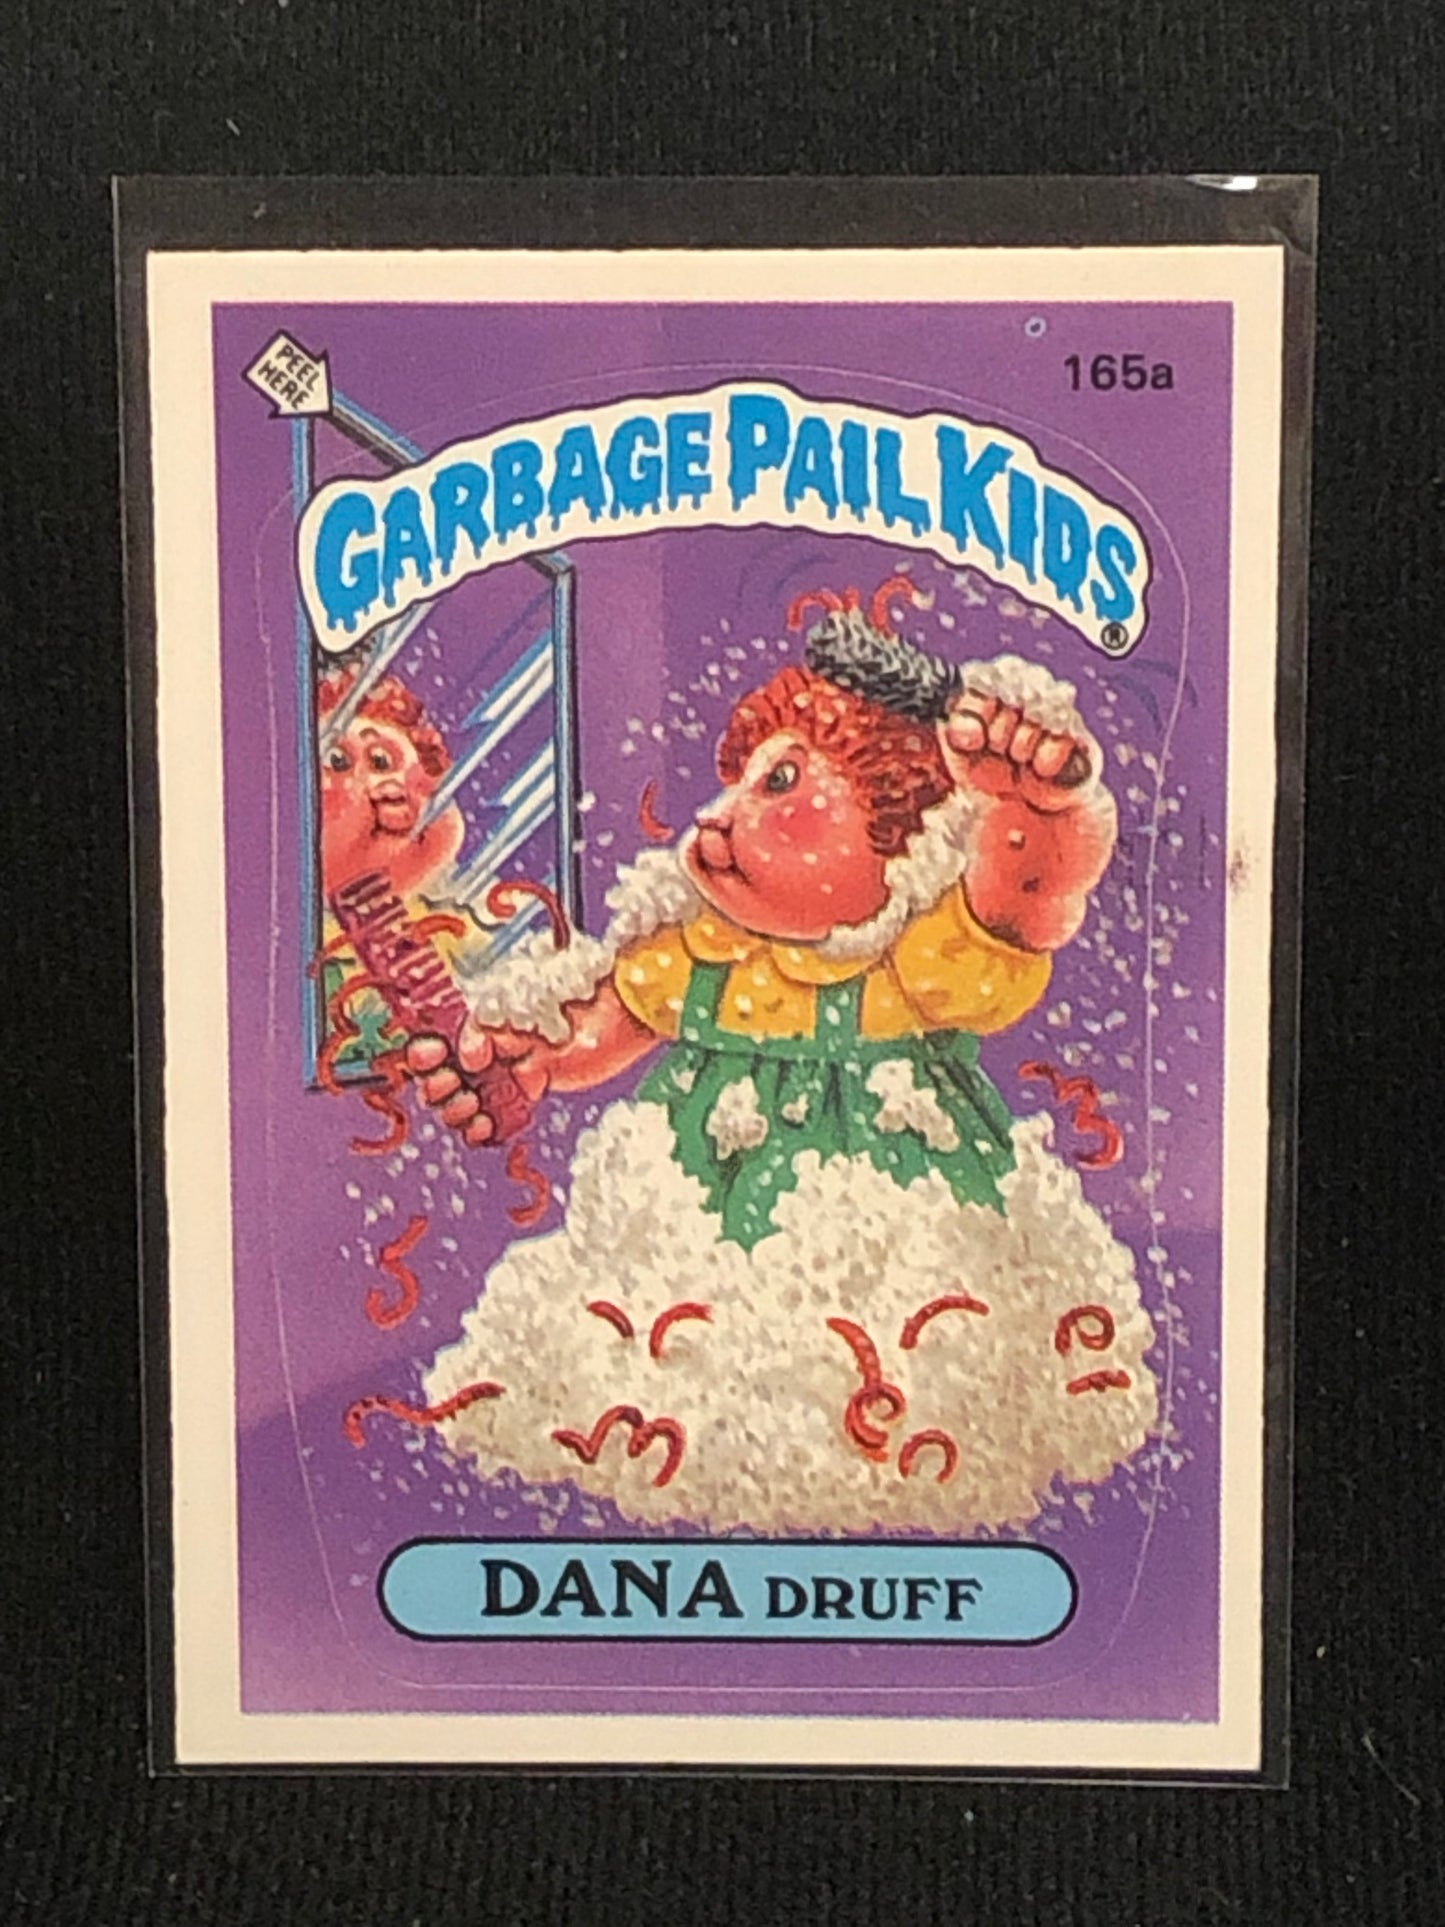 PEEL
HERE
165a
GARBAGE PAIL KIDS
®
DANA DRUFF